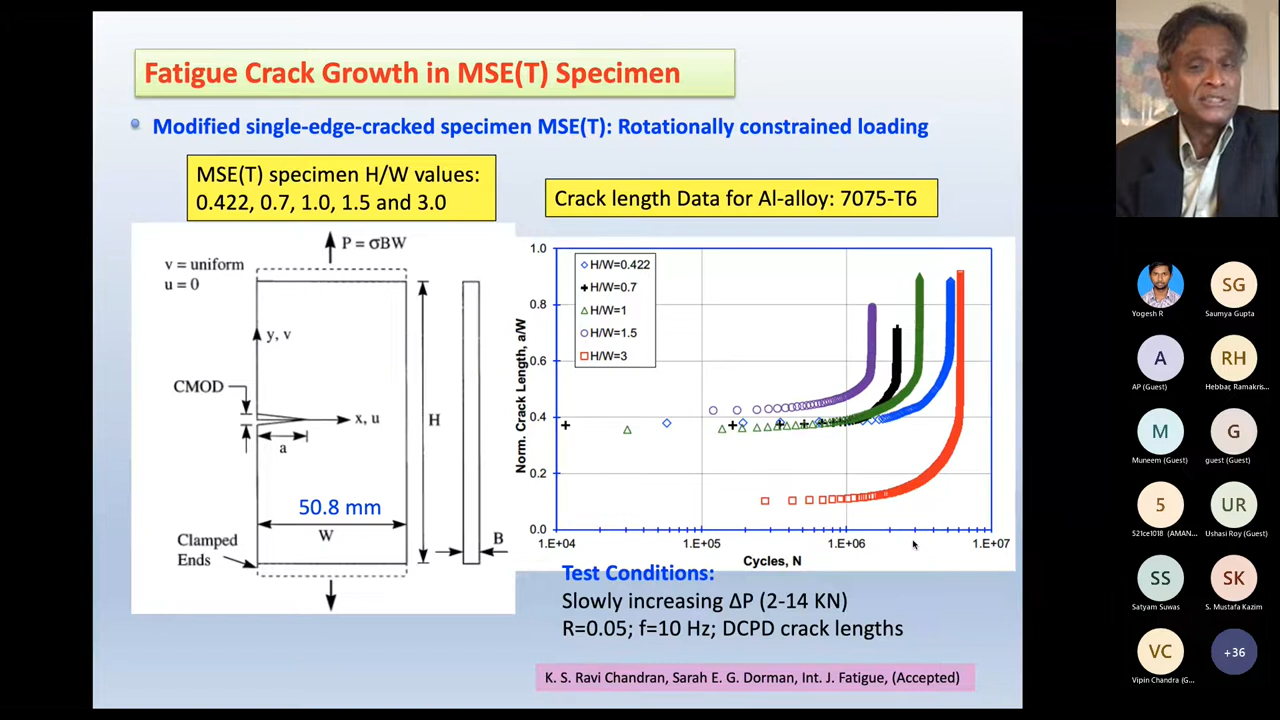 Fatigue Crack Growth in MSE(T) Specimen
Modified single-edge-cracked specimen MSE(T): Rotationally constrained loading
MSE(T) specimen H/W values:
0.422, 0.7, 1.0, 1.5 and 3.0
Crack length Data for Al-alloy: 7075-T6
P = σBW
v = uniform
u = 0
y, v
CMOD
x, u
a
H
50.8 mm
W
B
Clamped
Ends
Norm. Crack Length, a/W
1.0
0.8
0.6
0.4
0.2
0.0
H/W=0.422
H/W=0.7
H/W=1
H/W=1.5
H/W=3
1.E+04
1.E+05
1.E+06
1.E+07
Cycles, N
Test Conditions:
Slowly increasing ΔP (2-14 KN)
R=0.05; f=10 Hz; DCPD crack lengths
K. S. Ravi Chandran, Sarah E. G. Dorman, Int. J. Fatigue, (Accepted)
Yogesh R
SG
Saumya Gupta
A
AP (Guest)
RH
Hebbar, Ramakris...
M
Muneem (Guest)
G
guest (Guest)
5
521ce1018 (AMAN...
UR
Ushasi Roy (Guest)
SS
Satyam Suwas
SK
S. Mustafa Kazim
VC
Vipin Chandra (G...
+36